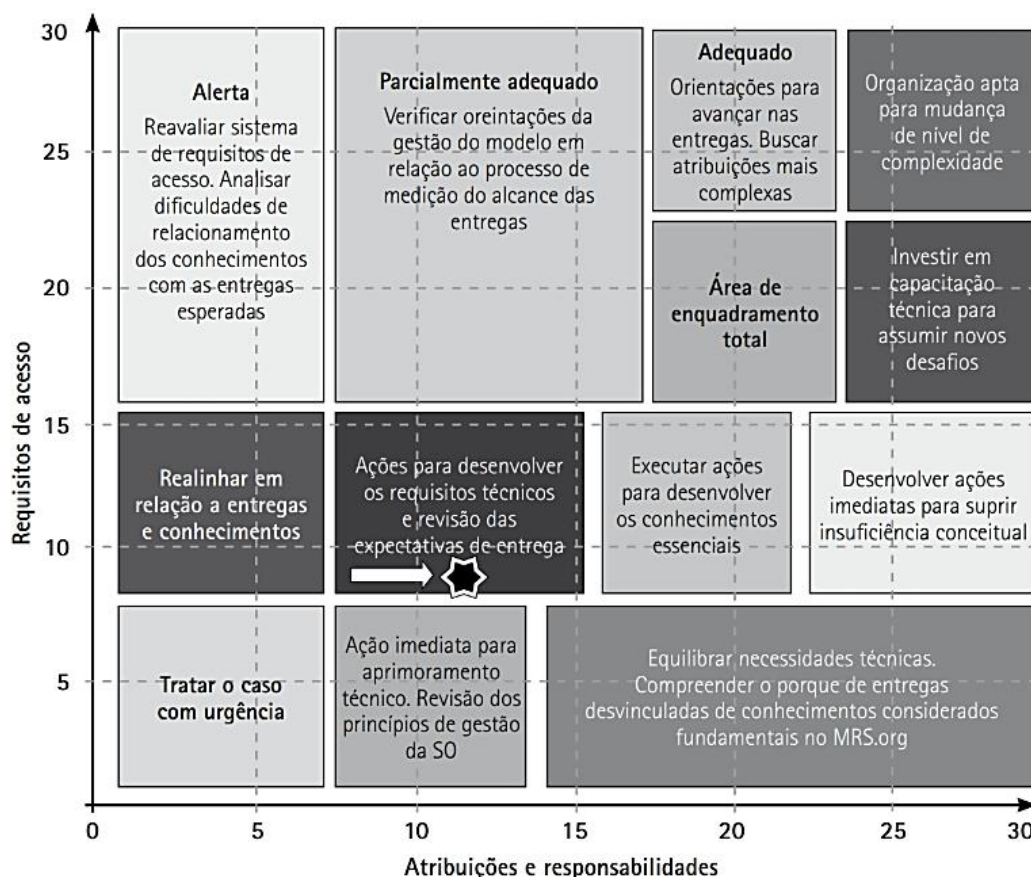 30
Alerta
Reavaliar sistema
de requisitos de
acesso. Analisar
dificuldades de
relacionamento
dos conhecimentos
com as entregas
esperadas
Parcialmente adequado
Verificar oreintações da
gestão do modelo em
relação ao processo de
medição do alcance das
entregas
Adequado
Orientações para
avançar nas
entregas. Buscar
atribuições mais
complexas
Organização apta
para mudança
de nível de
complexidade
25
20
Área de
enquadramento
total
Investir em
capacitação
técnica para
assumir novos
desafios
Requisitos de acesso
15
Realinhar em
relação a entregas
e conhecimentos
Ações para desenvolver
os requisitos técnicos
e revisão das
expectativas de entrega
Executar ações
para desenvolver
os conhecimentos
essenciais
Desenvolver ações
imediatas para suprir
insuficiência conceitual
10
5
Tratar o caso
com urgência
Ação imediata para
aprimoramento
técnico. Revisão dos
princípios de gestão
da SO
Equilibrar necessidades técnicas.
Compreender o porque de entregas
desvinculadas de conhecimentos considerados
fundamentais no MRS.org
0 5 10 15 20 25 30
Atribuições e responsabilidades